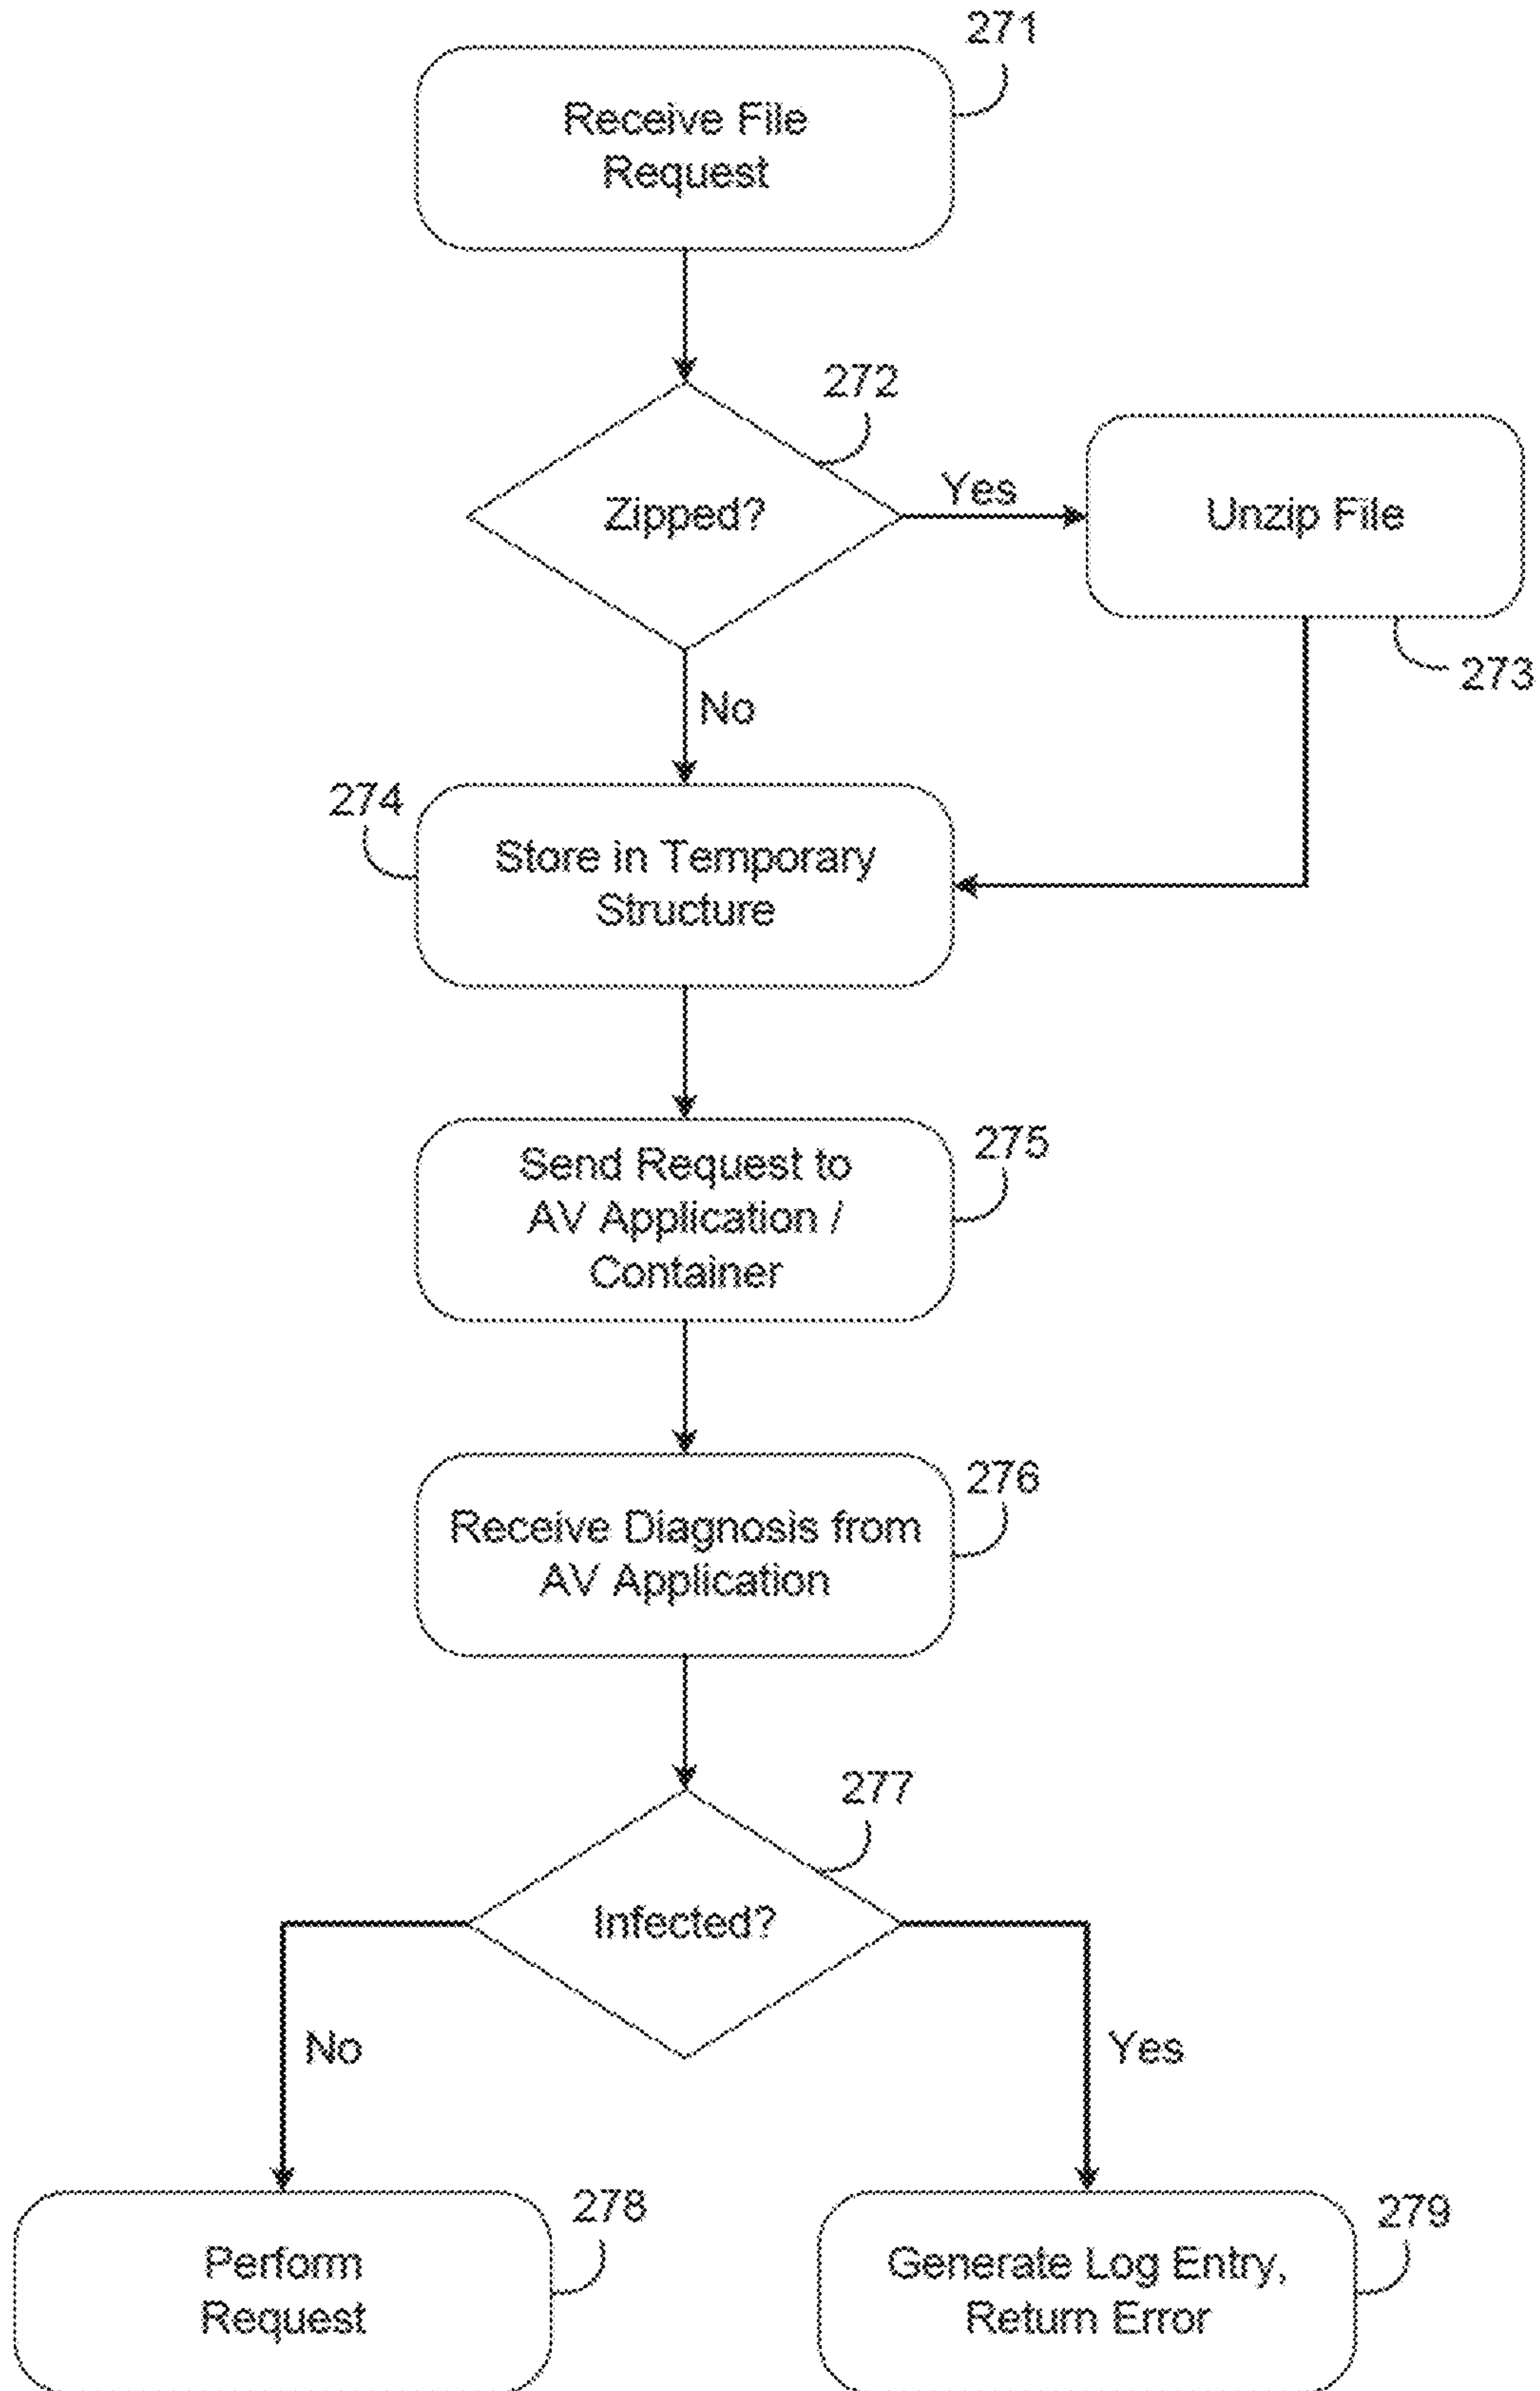 271
Receive File
Request
272
Zipped?
Yes
Unzip File
273
No
274
Store in Temporary
Structure
Send Request to
AV Application /
Container
275
276
Receive Diagnosis from
AV Application
277
Infected?
No
Yes
278
Perform
Request
279
Generate Log Entry,
Return Error